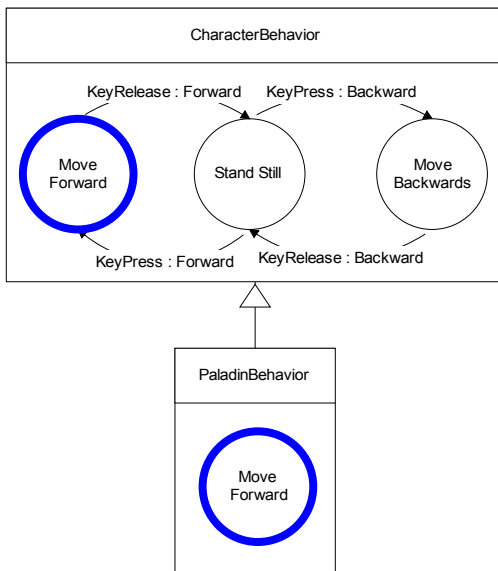 CharacterBehavior
KeyRelease : Forward
KeyPress : Backward
Move
Forward
Stand Still
Move
Backwards
KeyPress : Forward
KeyRelease : Backward
PaladinBehavior
Move
Forward